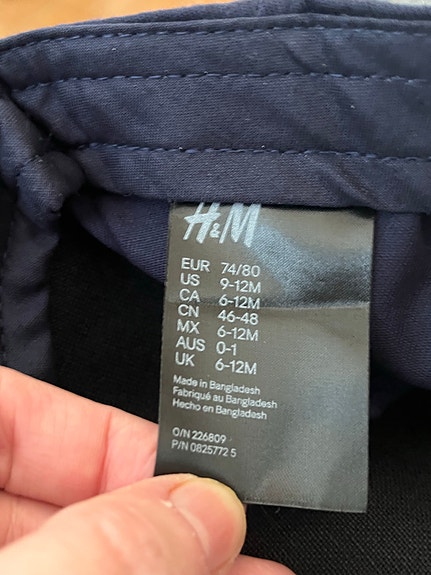 H&M
EUR 74/80
US 9-12M
CA 6-12M
CN 46-48
MX 6-12M
AUS 0-1
UK 6-12M
Made in Bangladesh
Fabriqué au Bangladesh
Hecho en Bangladesh
O/N 226809
P/N 0825772 5